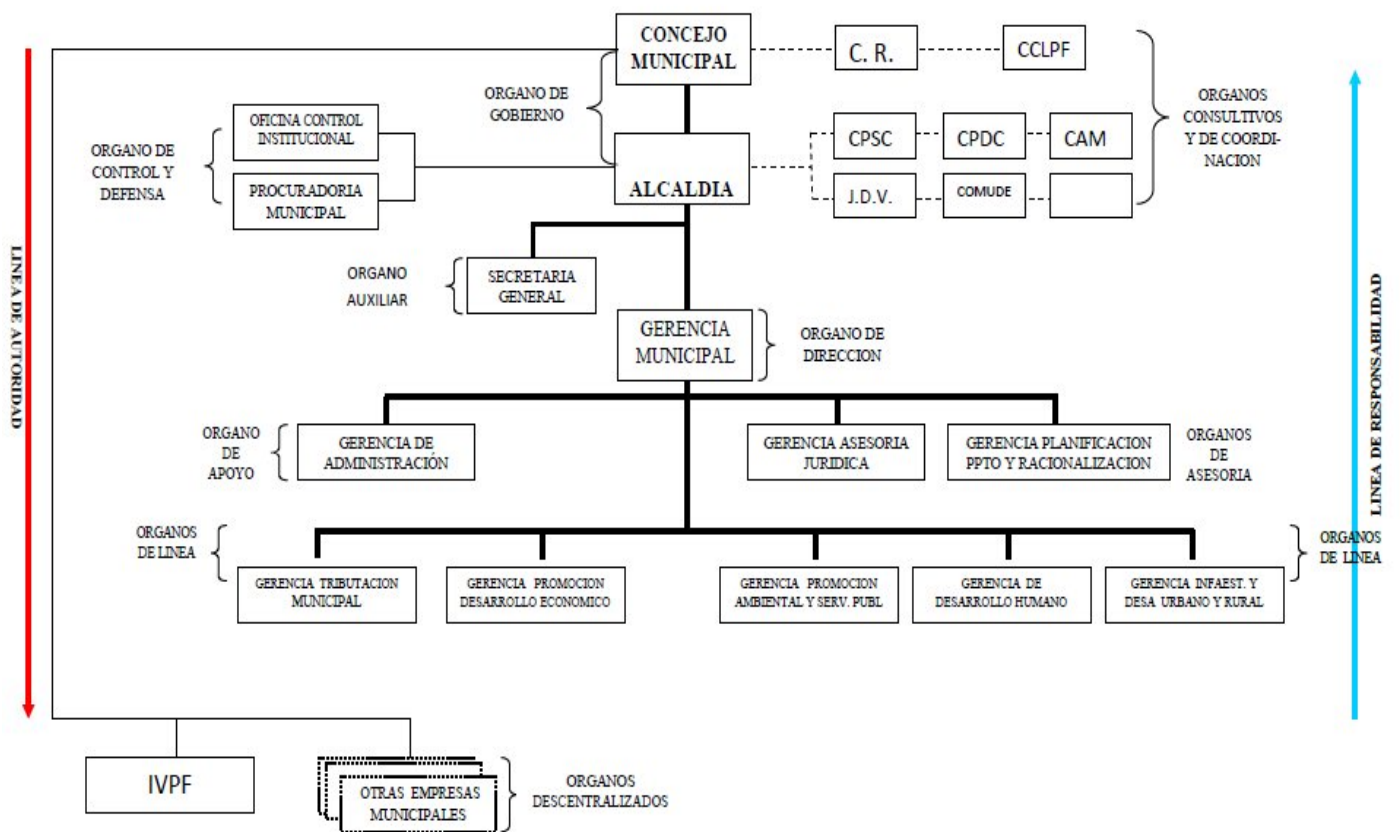 CONCEJO
MUNICIPAL
C. R.
CCLPF
ORGANO DE
GOBIERNO
ORGANOS
CONSULTIVOS
Y DE COORDI-
NACION
OFICINA CONTROL
INSTITUCIONAL
ORGANO DE
CONTROL Y
DEFENSA
PROCURADORIA
MUNICIPAL
ALCALDIA
CPSC
CPDC
CAM
J.D.V.
COMUDE
ORGANO
AUXILIAR
SECRETARIA
GENERAL
GERENCIA
MUNICIPAL
ORGANO DE
DIRECCION
LINEA DE AUTORIDAD
LINEA DE RESPONSABILIDAD
ORGANO
DE
APOYO
GERENCIA DE
ADMINISTRACIÓN
GERENCIA ASESORIA
JURIDICA
GERENCIA PLANIFICACION
PPTO Y RACIONALIZACION
ORGANOS
DE
ASESORIA
ORGANOS
DE LINEA
ORGANOS
DE LINEA
GERENCIA TRIBUTACION
MUNICIPAL
GERENCIA PROMOCION
DESARROLLO ECONOMICO
GERENCIA PROMOCION
AMBIENTAL Y SERV. PUBL
GERENCIA DE
DESARROLLO HUMANO
GERENCIA INFAEST. Y
DESA URBANO Y RURAL
IVPF
OTRAS EMPRESAS
MUNICIPALES
ORGANOS
DESCENTRALIZADOS